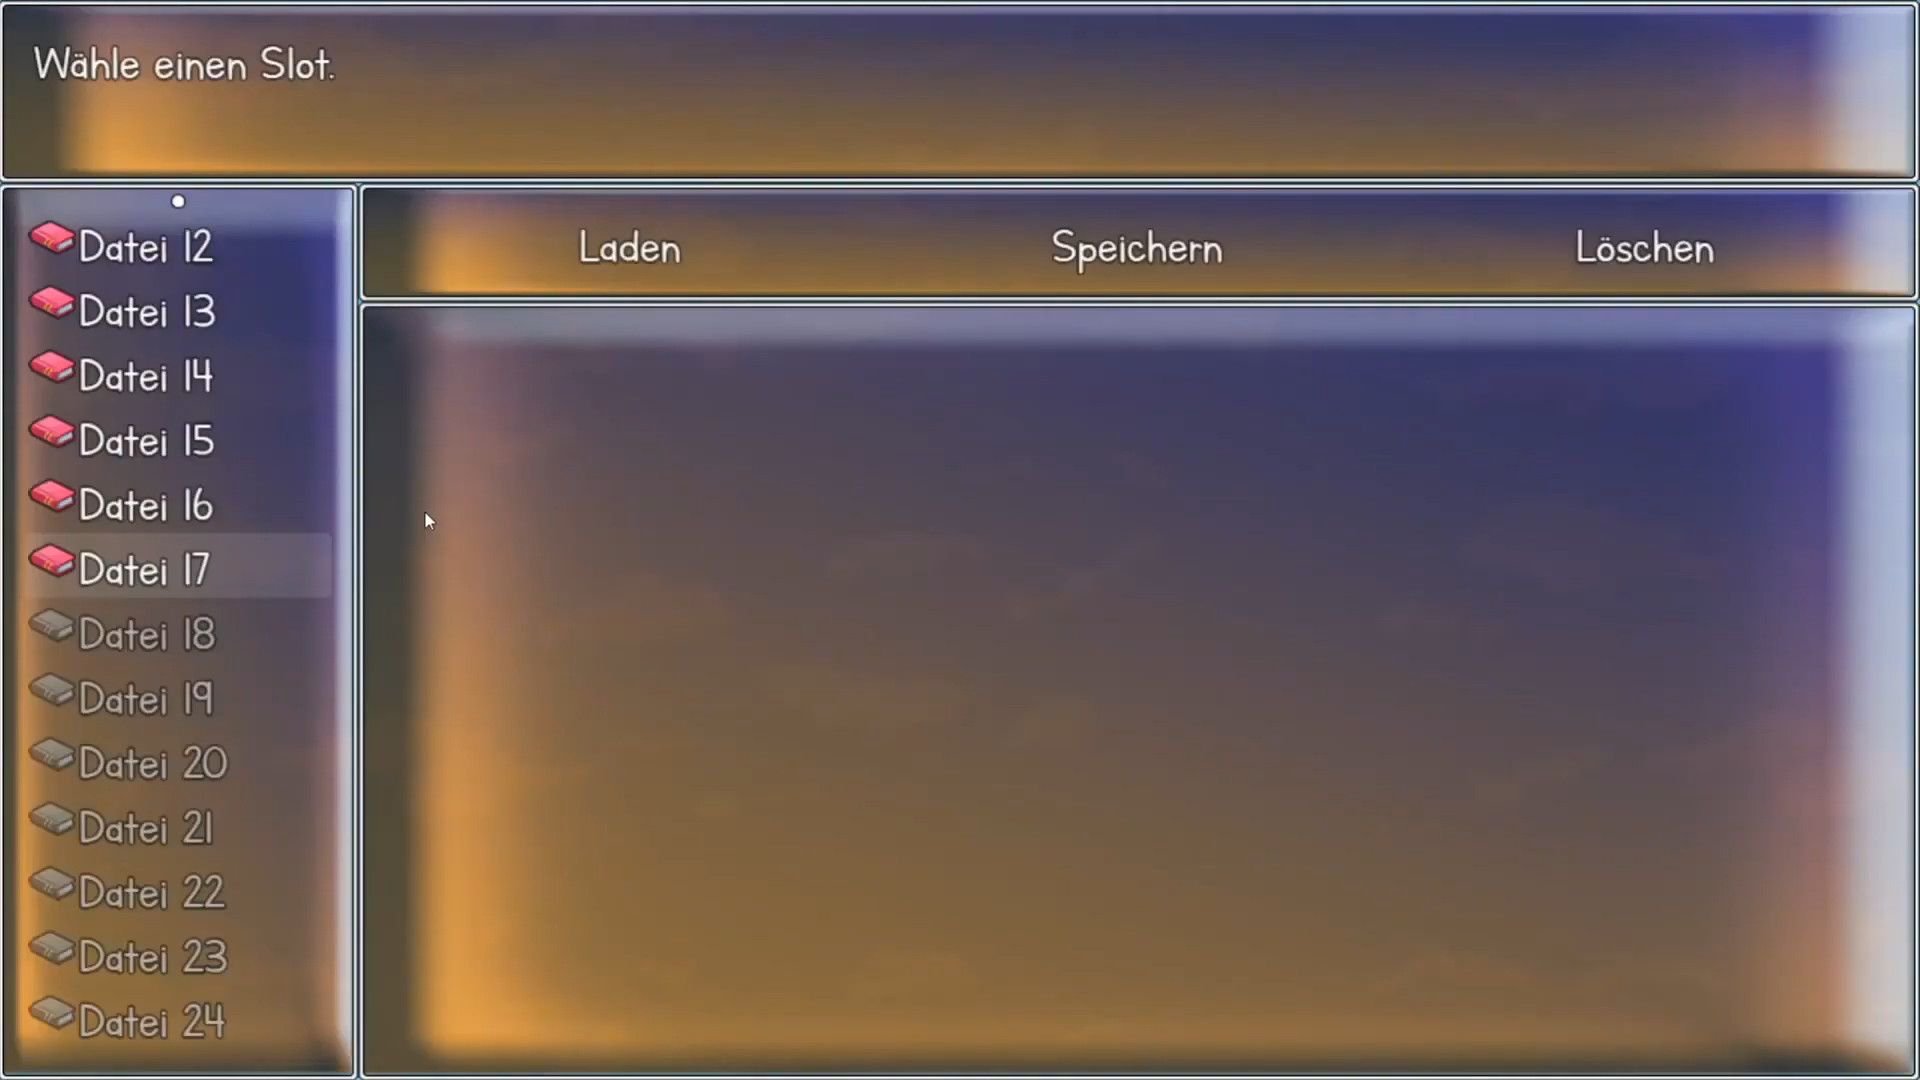 Wähle einen Slot.
Datei 12
Datei 13
Datei 14
Datei 15
Datei 16
Datei 17
Datei 18
Datei 19
Datei 20
Datei 21
Datei 22
Datei 23
Datei 24
Laden Speichern Löschen